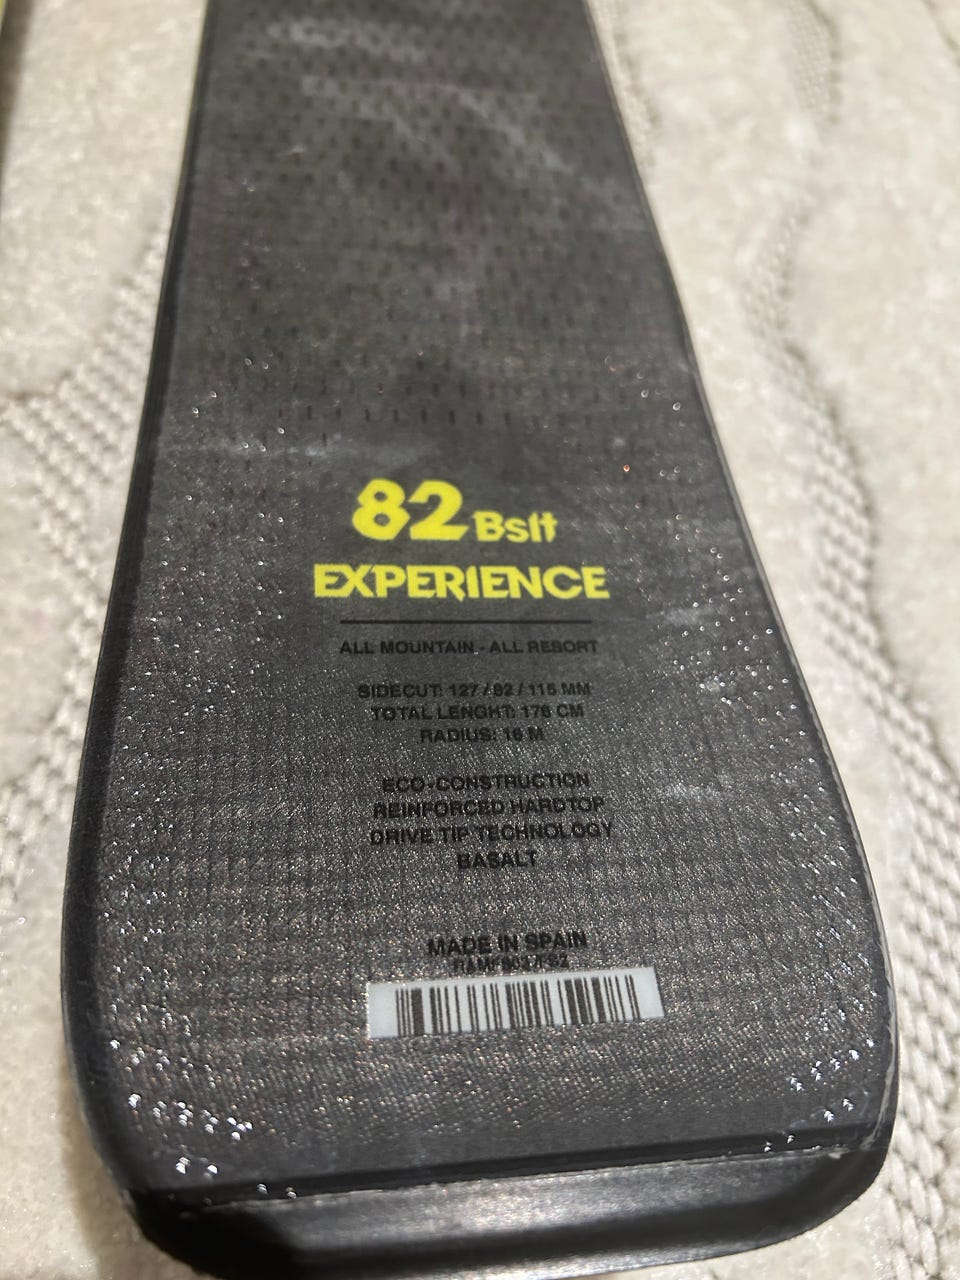 82 Bslt
EXPERIENCE
ALL MOUNTAIN - ALL RESORT
SIDECUT: 127 / 82 / 115 MM
TOTAL LENGHT: 176 CM
RADIUS: 16 M
ECO-CONSTRUCTION
REINFORCED HARDTOP
DRIVE TIP TECHNOLOGY
BASALT
MADE IN SPAIN